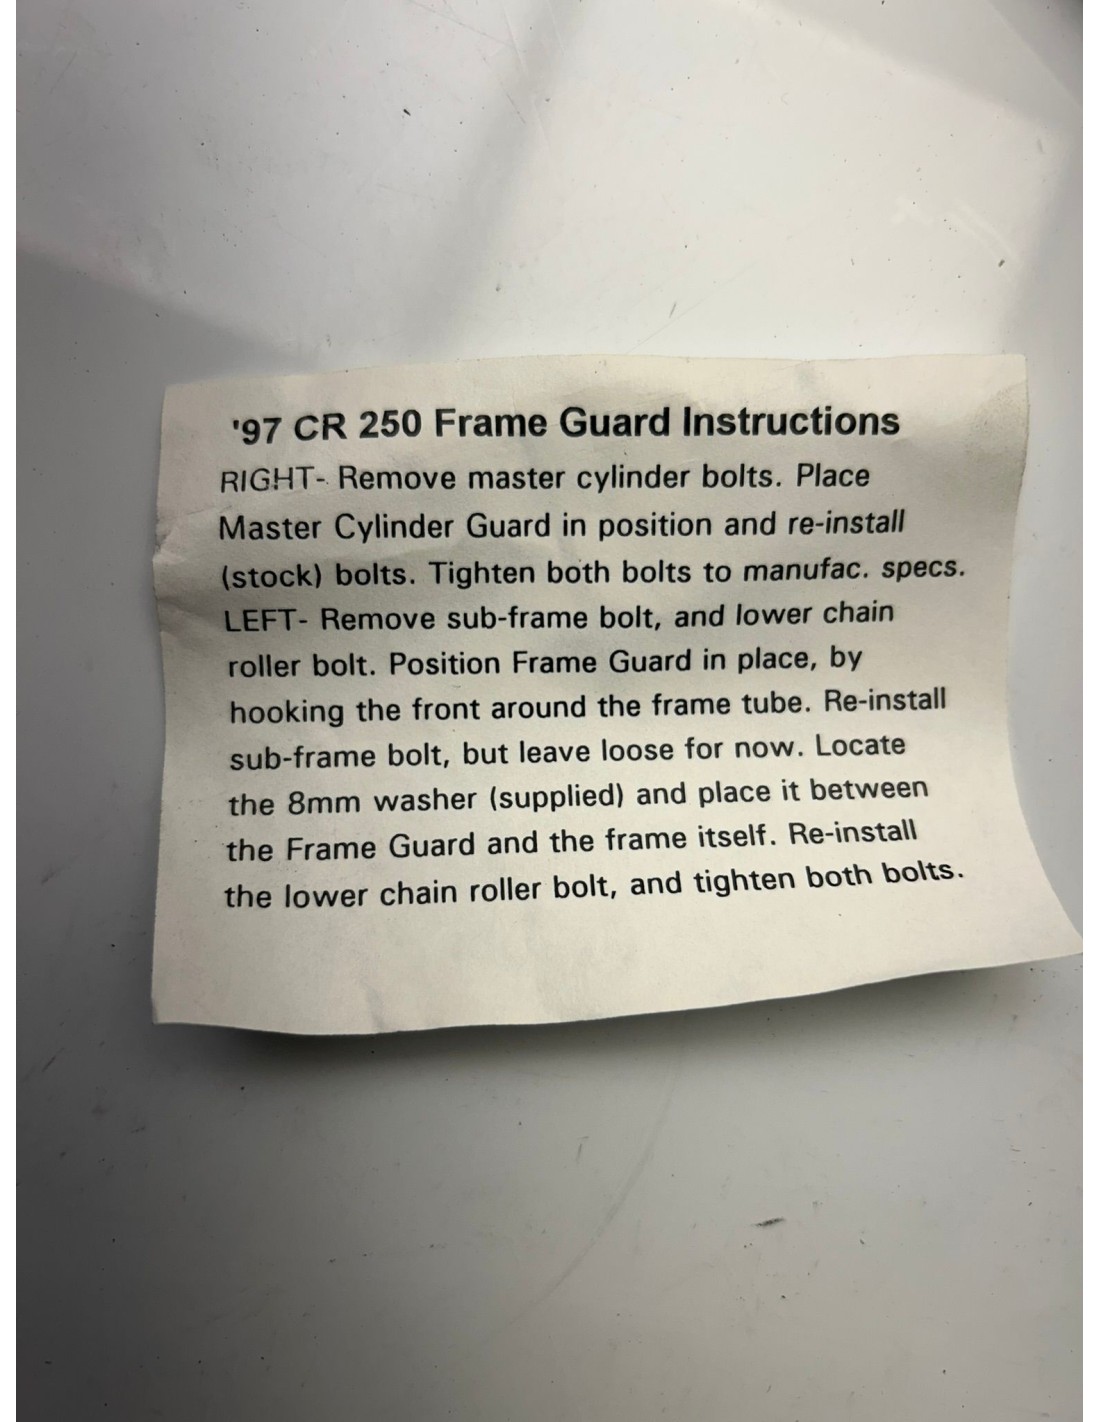 '97 CR 250 Frame Guard Instructions
RIGHT- Remove master cylinder bolts. Place
Master Cylinder Guard in position and re-install
(stock) bolts. Tighten both bolts to manufac. specs.
LEFT- Remove sub-frame bolt, and lower chain
roller bolt. Position Frame Guard in place, by
hooking the front around the frame tube. Re-install
sub-frame bolt, but leave loose for now. Locate
the 8mm washer (supplied) and place it between
the Frame Guard and the frame itself. Re-install
the lower chain roller bolt, and tighten both bolts.